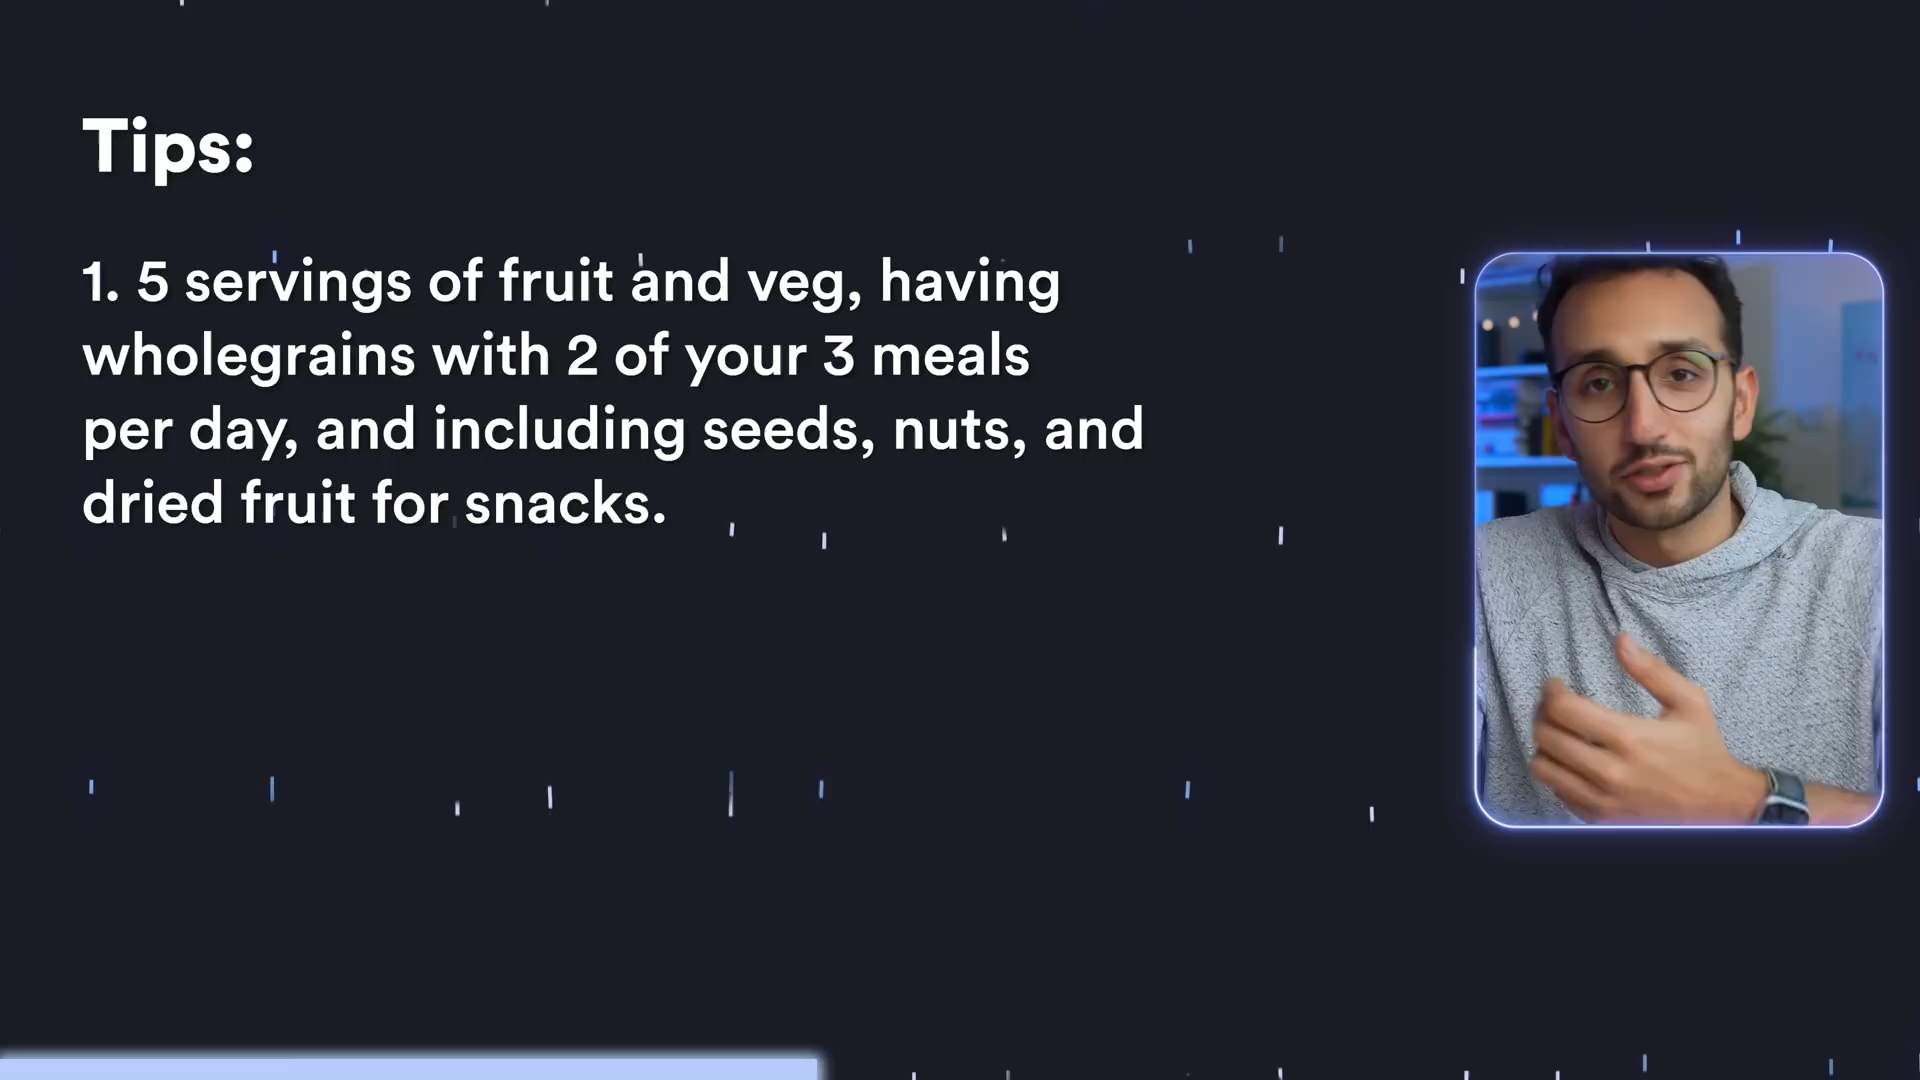 Tips:
1. 5 servings of fruit and veg, having
wholegrains with 2 of your 3 meals
per day, and including seeds, nuts, and
dried fruit for snacks.